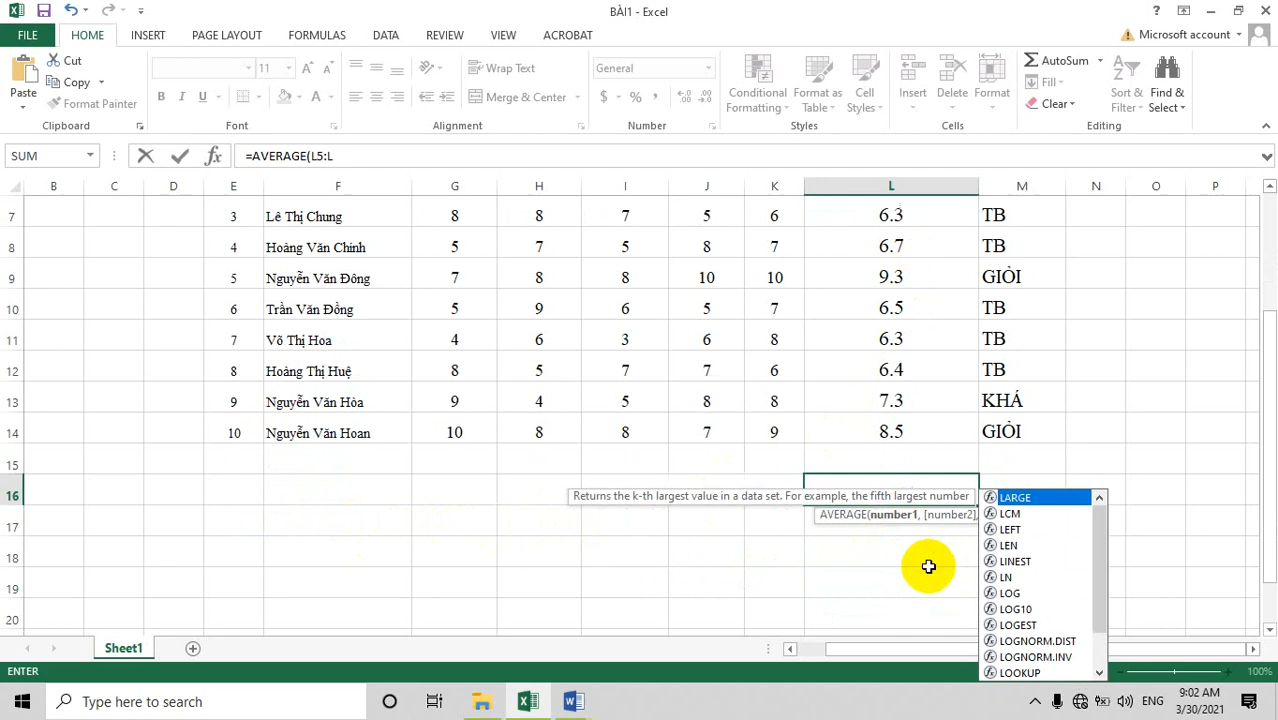 BÀI1 - Excel
?
FILE HOME INSERT PAGE LAYOUT FORMULAS DATA REVIEW VIEW ACROBAT Microsoft account
Paste Cut Copy Format Painter
11 A A
B I U A
Wrap Text
Merge & Center
General
$ % ,
Conditional Formatting Format as Table Cell Styles
Insert Delete Format
AutoSum Fill Clear
Sort & Filter Find & Select
Clipboard Font Alignment Number Styles Cells Editing
SUM fx =AVERAGE(L5:L
B C D E F G H I J K L M N O P
7 3 Lê Thị Chung 8 8 7 5 6 6.3 TB
8 4 Hoàng Văn Chinh 5 7 5 8 7 6.7 TB
9 5 Nguyễn Văn Đông 7 8 8 10 10 9.3 GIỎI
10 6 Trần Văn Đồng 5 9 6 5 7 6.5 TB
11 7 Võ Thị Hoa 4 6 3 6 8 6.3 TB
12 8 Hoàng Thị Huệ 8 5 7 7 6 6.4 TB
13 9 Nguyễn Văn Hòa 9 4 5 8 8 7.3 KHÁ
14 10 Nguyễn Văn Hoan 10 8 8 7 9 8.5 GIỎI
15
16
Returns the k-th largest value in a data set. For example, the fifth largest number
AVERAGE(number1, [number2],
LARGE
LCM
LEFT
LEN
LINEST
LN
LOG
LOG10
LOGEST
LOGNORM.DIST
LOGNORM.INV
LOOKUP
17
18
19
20
Sheet1
ENTER 100%
Type here to search
ENG
9:02 AM
3/30/2021